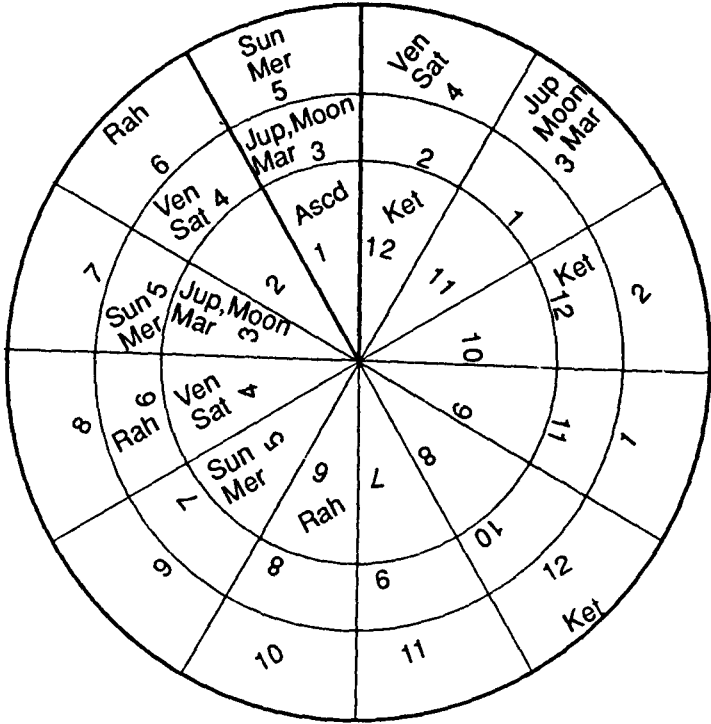 Sun
Mer
5
Ven
Sat
4
Jup
Moon
3 Mar
2
1
12
Ket
11
10
9
8
7
6
Rah
Jup, Moon
Mar 3
2
1
Ket
12
11
10
9
8
7
6
Rah
Sun 5
Mer
Ven
Sat 4
Ascd
1
Ket
12
11
10
9
8
7
6
Rah
Sun 5
Mer
Ven
Sat 4
Jup, Moon
Mar 3
2